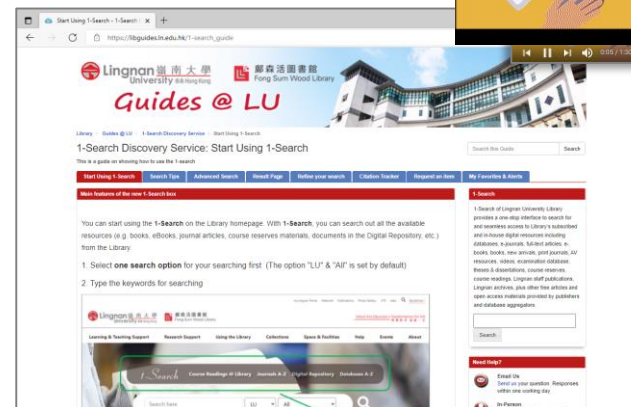 Start Using 1-Search - 1-Search
https://libguides.ln.edu.hk/1-search_guide
0:05 / 1:30
Lingnan 嶺南大學
University
鄺森活圖書館
Fong Sum Wood Library
Guides @ LU
Library
Guides @ LU
1-Search Discovery Service
Start Using 1-Search
1-Search Discovery Service: Start Using 1-Search
Search this Guide
Search
This is a guide on showing how to use the 1-search
Start Using 1-Search
Search Tips
Advanced Search
Result Page
Refine your search
Citation Tracker
Request an item
My Favorites & Alerts
Main features of the new 1-Search box
You can start using the 1-Search on the Library homepage. With 1-Search, you can search out all the available
resources (e.g. books, eBooks, journal articles, course reserves materials, documents in the Digital Repository, etc.)
from the Library.
1. Select one search option for your searching first. (The option "LU" & "All" is set by default)
2. Type the keywords for searching
Lingnan
Learning & Teaching Support
Research Support
Using the Library
Collections
Space & Facilities
Help
Events
About
1-Search
Course Readings @ Library
Journals A-Z
Digital Repository
Databases A-Z
Search here
LU
All
1-Search
1-Search of Lingnan University Library
provides a one-stop interface to search for
and seamless access to Library's subscribed
and in-house digital resources including
databases, e-journals, full-text articles, e-
books, books, new arrivals, print journals, AV
resources, videos, examination database,
theses & dissertations, course reserves,
course readings, Lingnan staff publications,
Lingnan archives, plus other free articles and
open access materials provided by publishers
and database aggregators.
Search
Need Help?
Email Us
Send us your question. Responses
within one working day
In-Person